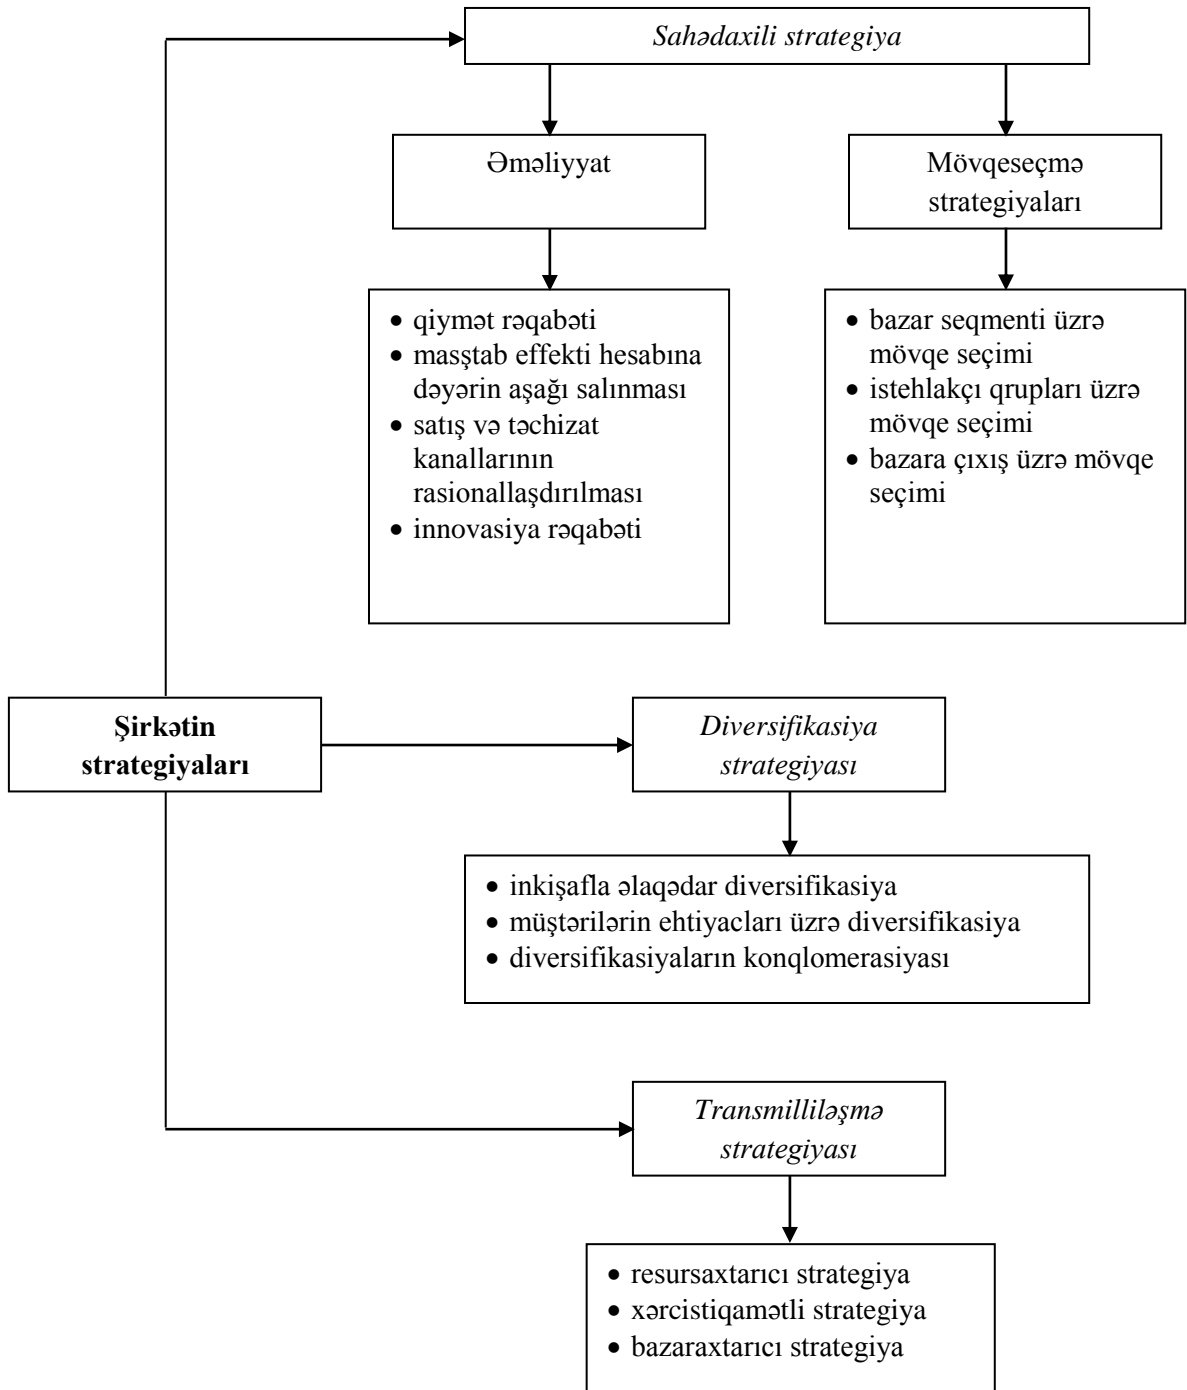 Sahədaxili strategiya
Əməliyyat
Mövqeseçmə
strategiyaları
• qiymət rəqabəti
• masştab effekti hesabına
dəyərin aşağı salınması
• satış və təchizat
kanallarının
rasionallaşdırılması
• innovasiya rəqabəti
• bazar seqmenti üzrə
mövqe seçimi
• istehlakçı qrupları üzrə
mövqe seçimi
• bazara çıxış üzrə mövqe
seçimi
Şirkətin
strategiyaları
Diversifikasiya
strategiyası
• inkişafla əlaqədar diversifikasiya
• müştərilərin ehtiyacları üzrə diversifikasiya
• diversifikasiyaların konqlomerasiyası
Transmilliləşmə
strategiyası
• resursaxtarıcı strategiya
• xərcistiqamətli strategiya
• bazaraxtarıcı strategiya